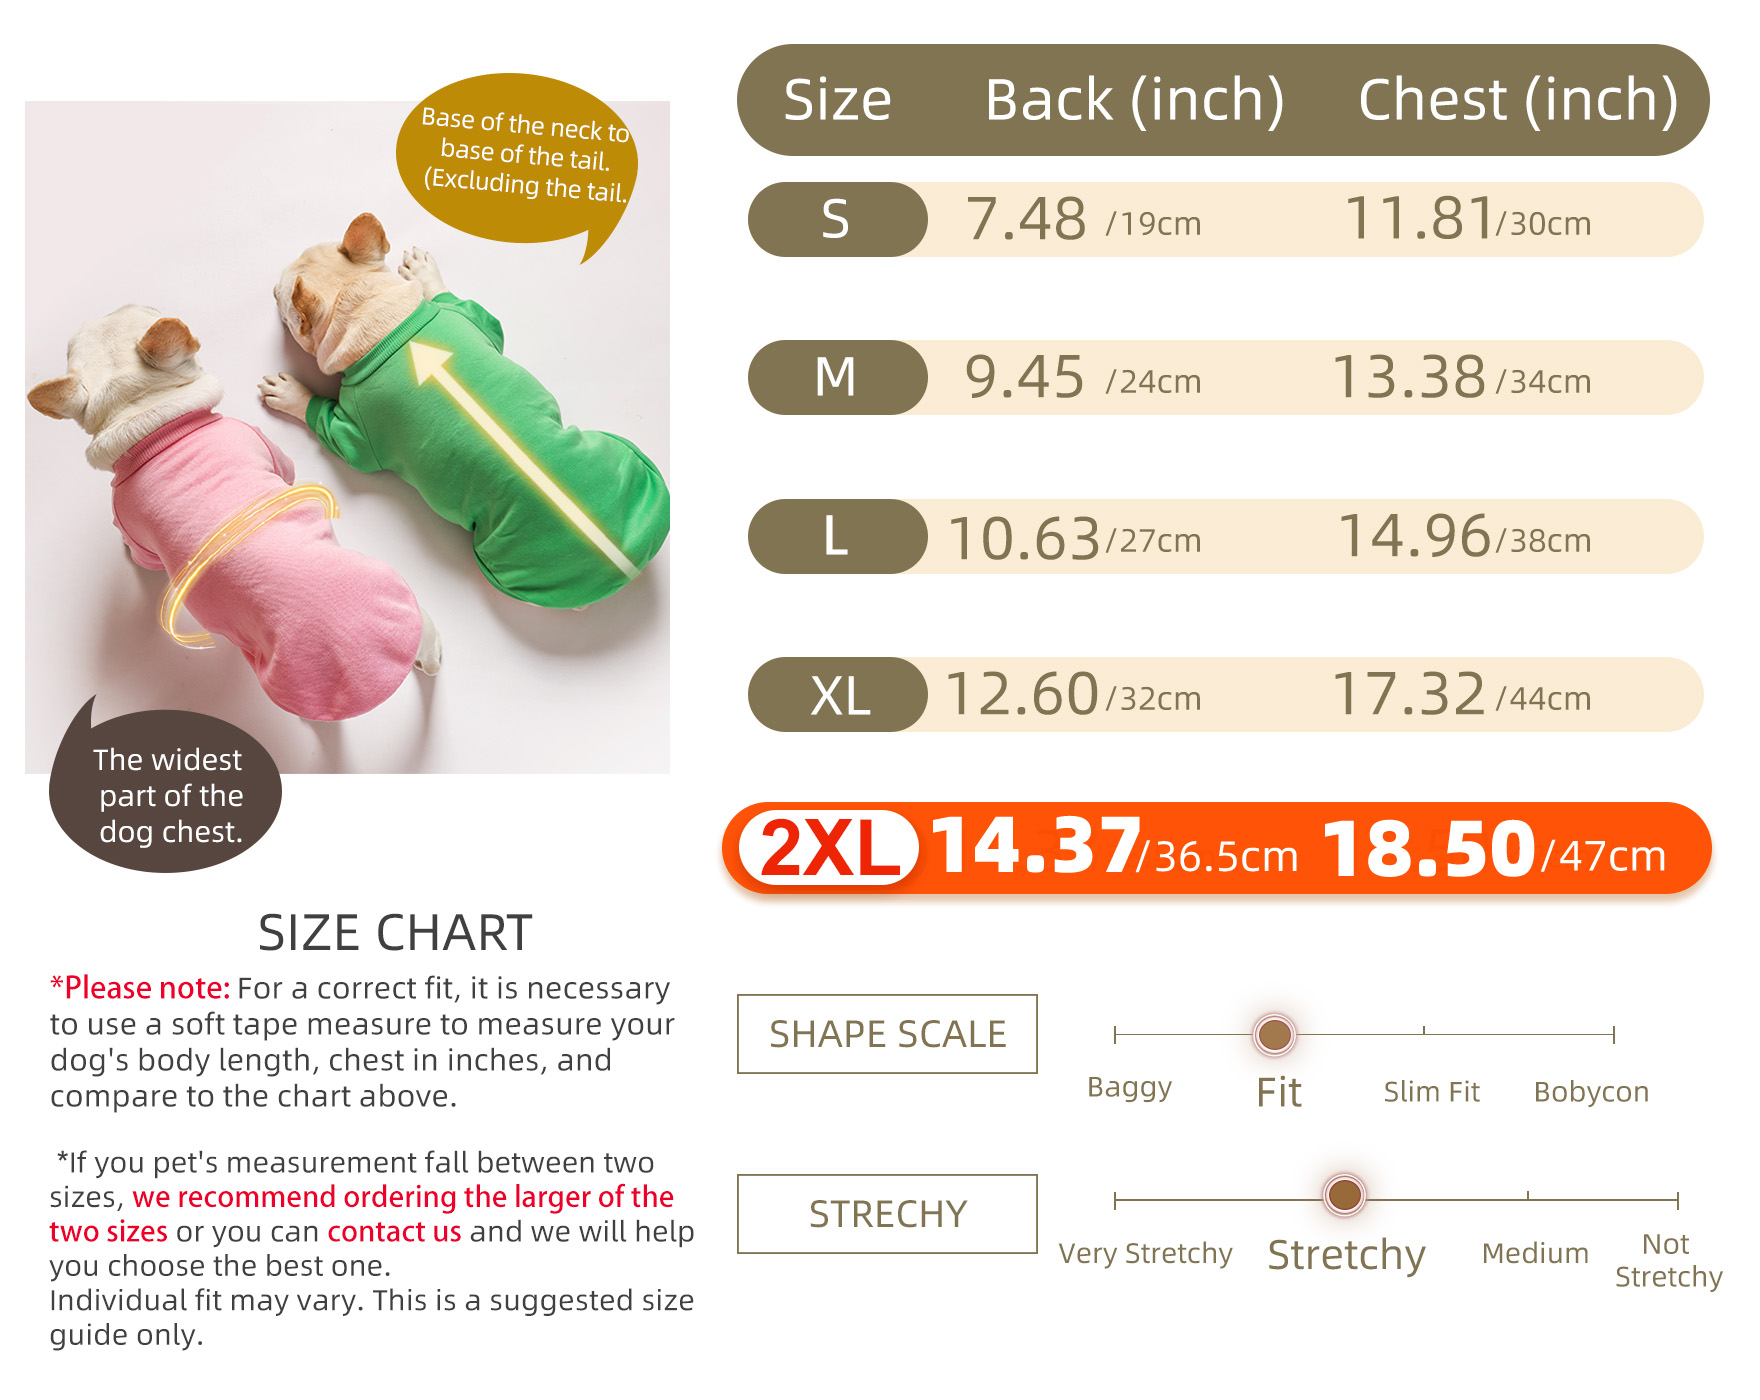 Base of the neck to
base of the tail.
(Excluding the tail.
The widest
part of the
dog chest.
Size Back (inch) Chest (inch)
S 7.48 /19cm 11.81/30cm
M 9.45 /24cm 13.38/34cm
L 10.63/27cm 14.96/38cm
XL 12.60/32cm 17.32/44cm
2XL 14.37/36.5cm 18.50/47cm
SIZE CHART
*Please note: For a correct fit, it is necessary
to use a soft tape measure to measure your
dog's body length, chest in inches, and
compare to the chart above.
*If you pet's measurement fall between two
sizes, we recommend ordering the larger of the
two sizes or you can contact us and we will help
you choose the best one.
Individual fit may vary. This is a suggested size
guide only.
SHAPE SCALE
Baggy Fit Slim Fit Bobycon
STRECHY
Very Stretchy Stretchy Medium Not
Stretchy